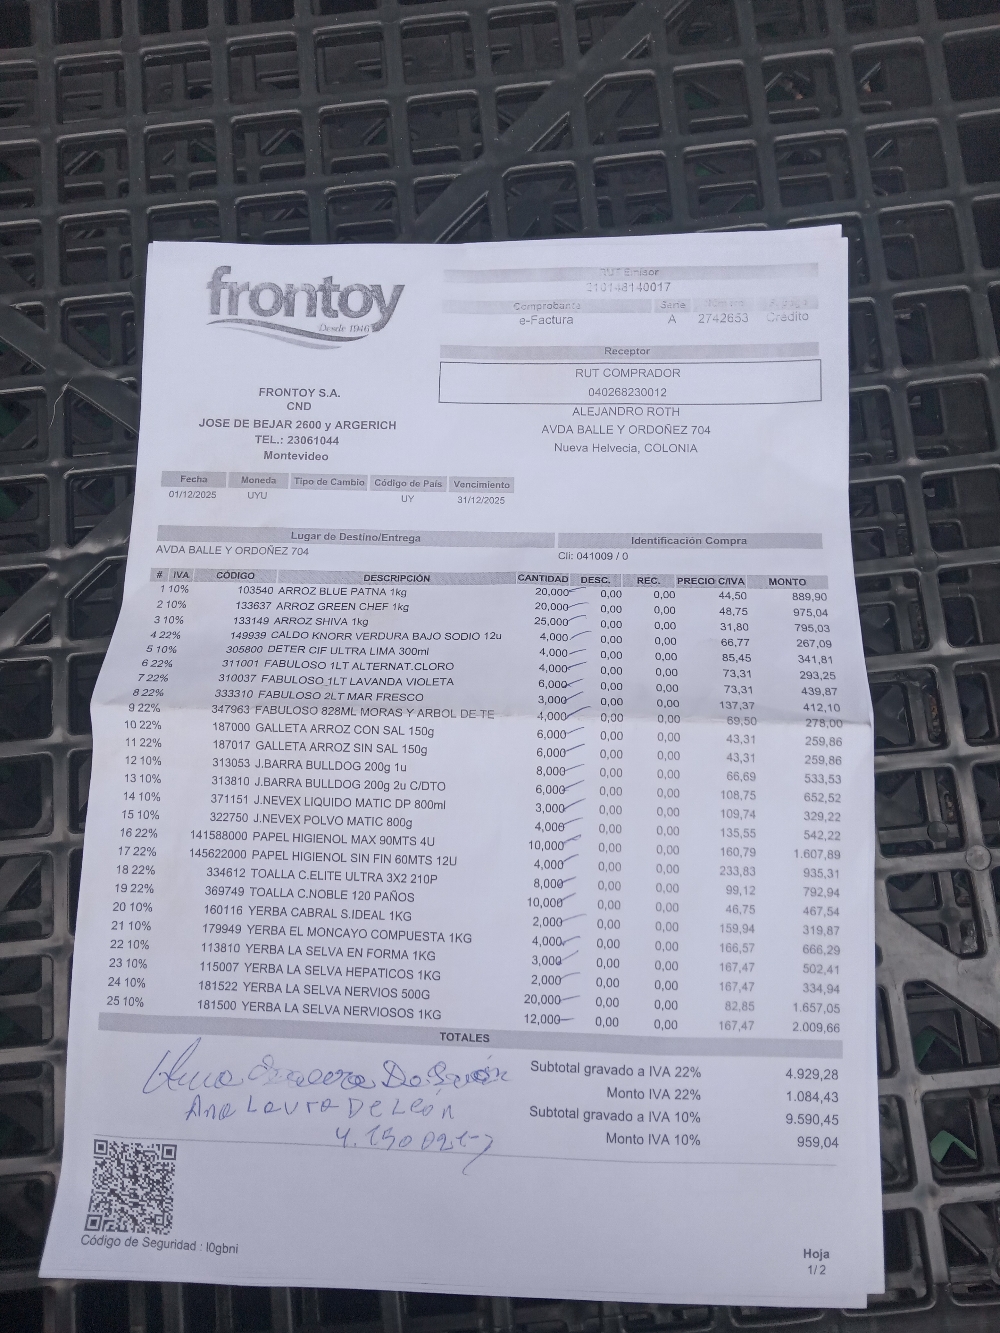 frontoy
Desde 1946
RUT Emisor
210148140017
Comprobante Serie
e-Factura A 2742653 Crédito
Receptor
RUT COMPRADOR
040268230012
ALEJANDRO ROTH
AVDA BALLE Y ORDOÑEZ 704
Nueva Helvecia, COLONIA
FRONTOY S.A.
CND
JOSE DE BEJAR 2600 y ARGERICH
TEL.: 23061044
Montevideo
Fecha Moneda Tipo de Cambio Código de País Vencimiento
01/12/2025 UYU UY 31/12/2025
Lugar de Destino/Entrega Identificación Compra
AVDA BALLE Y ORDOÑEZ 704 Cli: 041009 / 0
# IVA CÓDIGO DESCRIPCIÓN CANTIDAD DESC. REC. PRECIO C/IVA MONTO
1 10% 103540 ARROZ BLUE PATNA 1kg 20,000 0,00 0,00 44,50 889,90
2 10% 133637 ARROZ GREEN CHEF 1kg 20,000 0,00 0,00 48,75 975,04
3 10% 133149 ARROZ SHIVA 1kg 25,000 0,00 0,00 31,80 795,03
4 22% 149939 CALDO KNORR VERDURA BAJO SODIO 12u 4,000 0,00 0,00 66,77 267,09
5 10% 305800 DETER CIF ULTRA LIMA 300ml 4,000 0,00 0,00 85,45 341,81
6 22% 311001 FABULOSO 1LT ALTERNAT.CLORO 4,000 0,00 0,00 73,31 293,25
7 22% 310037 FABULOSO 1LT LAVANDA VIOLETA 6,000 0,00 0,00 73,31 439,87
8 22% 333310 FABULOSO 2LT MAR FRESCO 3,000 0,00 0,00 137,37 412,10
9 22% 347963 FABULOSO 828ML MORAS Y ARBOL DE TE 4,000 0,00 0,00 69,50 278,00
10 22% 187000 GALLETA ARROZ CON SAL 150g 6,000 0,00 0,00 43,31 259,86
11 22% 187017 GALLETA ARROZ SIN SAL 150g 6,000 0,00 0,00 43,31 259,86
12 10% 313053 J.BARRA BULLDOG 200g 1u 8,000 0,00 0,00 66,69 533,53
13 10% 313810 J.BARRA BULLDOG 200g 2u C/DTO 6,000 0,00 0,00 108,75 652,52
14 10% 371151 J.NEVEX LIQUIDO MATIC DP 800ml 3,000 0,00 0,00 109,74 329,22
15 10% 322750 J.NEVEX POLVO MATIC 800g 4,000 0,00 0,00 135,55 542,22
16 22% 141588000 PAPEL HIGIENOL MAX 90MTS 4U 10,000 0,00 0,00 160,79 1.607,89
17 22% 145622000 PAPEL HIGIENOL SIN FIN 60MTS 12U 4,000 0,00 0,00 233,83 935,31
18 22% 334612 TOALLA C.ELITE ULTRA 3X2 210P 8,000 0,00 0,00 99,12 792,94
19 22% 369749 TOALLA C.NOBLE 120 PAÑOS 10,000 0,00 0,00 46,75 467,54
20 10% 160116 YERBA CABRAL S.IDEAL 1KG 2,000 0,00 0,00 159,94 319,87
21 10% 179949 YERBA EL MONCAYO COMPUESTA 1KG 4,000 0,00 0,00 166,57 666,29
22 10% 113810 YERBA LA SELVA EN FORMA 1KG 3,000 0,00 0,00 167,47 502,41
23 10% 115007 YERBA LA SELVA HEPATICOS 1KG 2,000 0,00 0,00 167,47 334,94
24 10% 181522 YERBA LA SELVA NERVIOS 500G 20,000 0,00 0,00 82,85 1.657,05
25 10% 181500 YERBA LA SELVA NERVIOSOS 1KG 12,000 0,00 0,00 167,47 2.009,66
TOTALES
Subtotal gravado a IVA 22% 4.929,28
Monto IVA 22% 1.084,43
Subtotal gravado a IVA 10% 9.590,45
Monto IVA 10% 959,04
Ana Laura De León
Código de Seguridad : l0gbni
Hoja
1/ 2